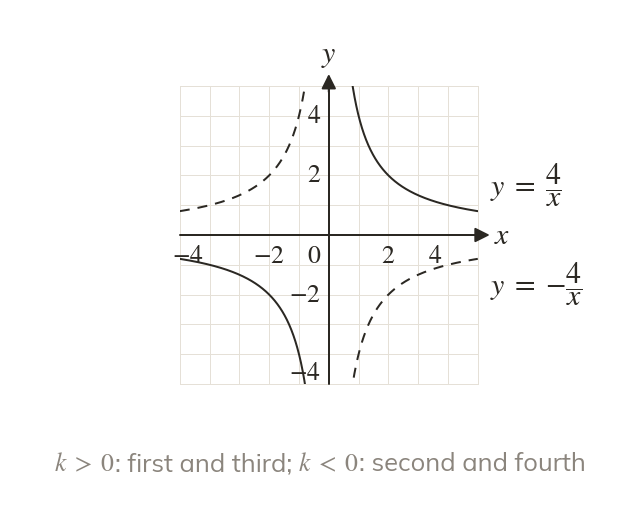 y
4
2
y = 4/x
x
−4 −2 0 2 4
−2
y = −4/x
−4
k > 0: first and third; k < 0: second and fourth